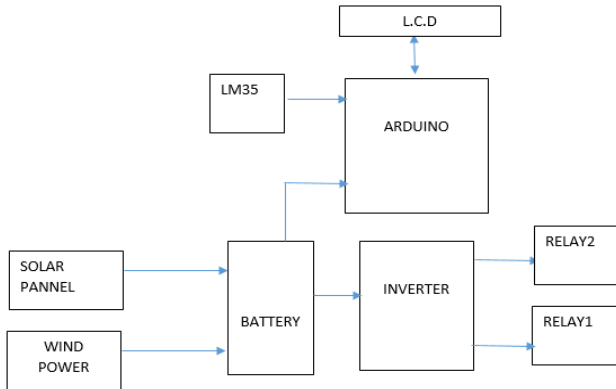 L.C.D
LM35
ARDUINO
RELAY2
SOLAR
PANNEL
INVERTER
BATTERY
RELAY1
WIND
POWER